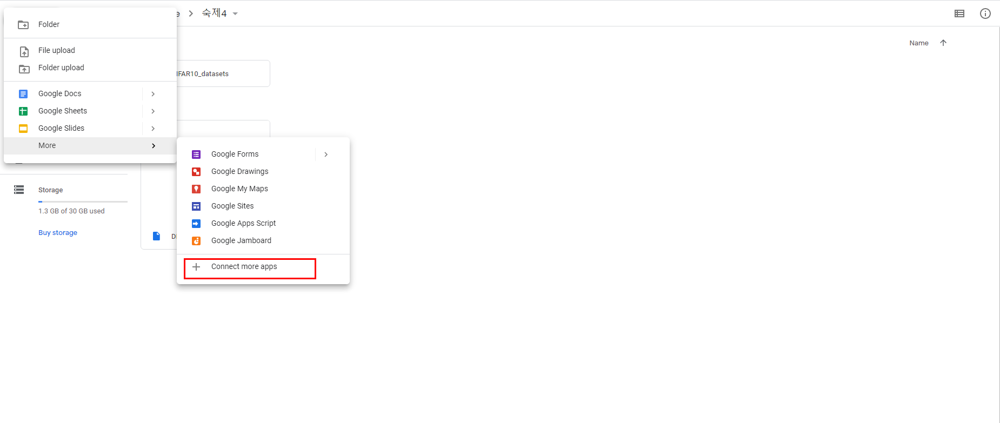 숙제4
Name
Folder
File upload
Folder upload
Google Docs
Google Sheets
Google Slides
More
Storage
1.3 GB of 30 GB used
Buy storage
IFAR10_datasets
Google Forms
Google Drawings
Google My Maps
Google Sites
Google Apps Script
Google Jamboard
Connect more apps